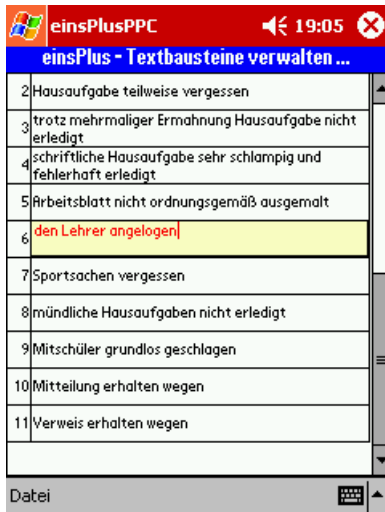 einsPlusPPC 19:05
einsPlus - Textbausteine verwalten ...
2 Hausaufgabe teilweise vergessen
3 trotz mehrmaliger Ermahnung Hausaufgabe nicht
erledigt
4 schriftliche Hausaufgabe sehr schlampig und
fehlerhaft erledigt
5 Arbeitsblatt nicht ordnungsgemäß ausgemalt
6 den Lehrer angelogen
7 Sportsachen vergessen
8 mündliche Hausaufgaben nicht erledigt
9 Mitschüler grundlos geschlagen
10 Mitteilung erhalten wegen
11 Verweis erhalten wegen
Datei